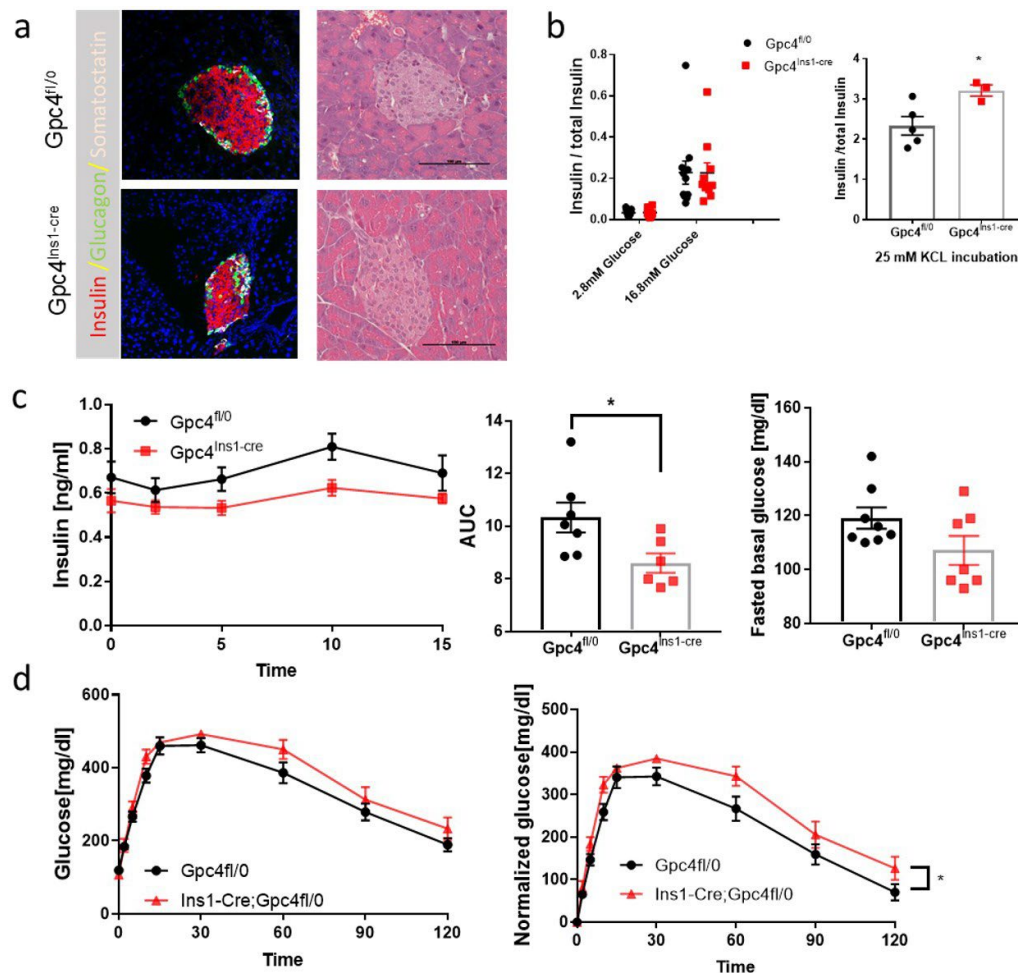 a
Gpc4fl/0
Gpc4Ins1-cre
Insulin /Glucagon/ Somatostatin
b
Insulin / total Insulin
0.8
0.6
0.4
0.2
0.0
2.8mM Glucose
16.8mM Glucose
Gpc4fl/0
Gpc4Ins1-cre
Insulin /total Insulin
4
3
2
1
0
*
Gpc4fl/0
Gpc4Ins1-cre
25 mM KCL incubation
c
Insulin [ng/ml]
1.0
0.8
0.6
0.4
0.2
0.0
0
5
10
15
Time
Gpc4fl/0
Gpc4Ins1-cre
AUC
14
12
10
8
6
*
Gpc4fl/0
Gpc4Ins1-cre
Fasted basal glucose [mg/dl]
160
140
120
100
80
Gpc4fl/0
Gpc4Ins1-cre
d
Glucose[mg/dl]
600
400
200
0
0
30
60
90
120
Time
Gpc4fl/0
Ins1-Cre;Gpc4fl/0
Normalized glucose[mg/dl]
500
400
300
200
100
0
0
30
60
90
120
Time
Gpc4fl/0
Ins1-Cre;Gpc4fl/0
*